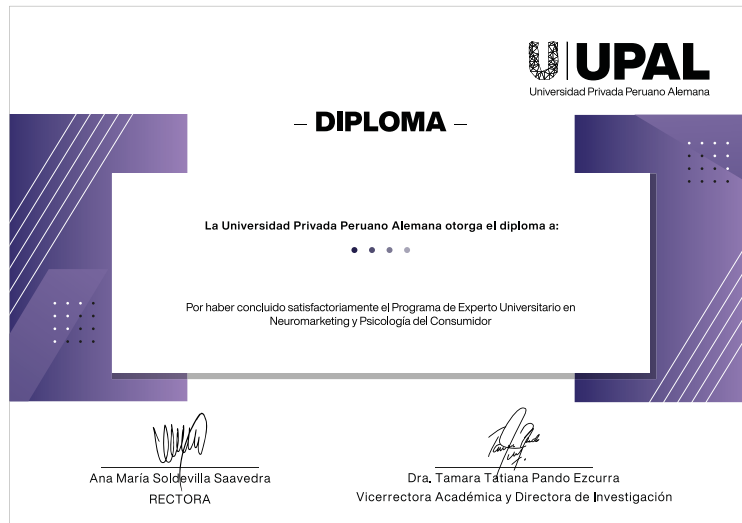 UPAL
Universidad Privada Peruano Alemana
– DIPLOMA –
La Universidad Privada Peruano Alemana otorga el diploma a:
Por haber concluido satisfactoriamente el Programa de Experto Universitario en
Neuromarketing y Psicología del Consumidor
Ana María Soldevilla Saavedra
RECTORA
Dra. Tamara Tatiana Pando Ezcurra
Vicerrectora Académica y Directora de Investigación